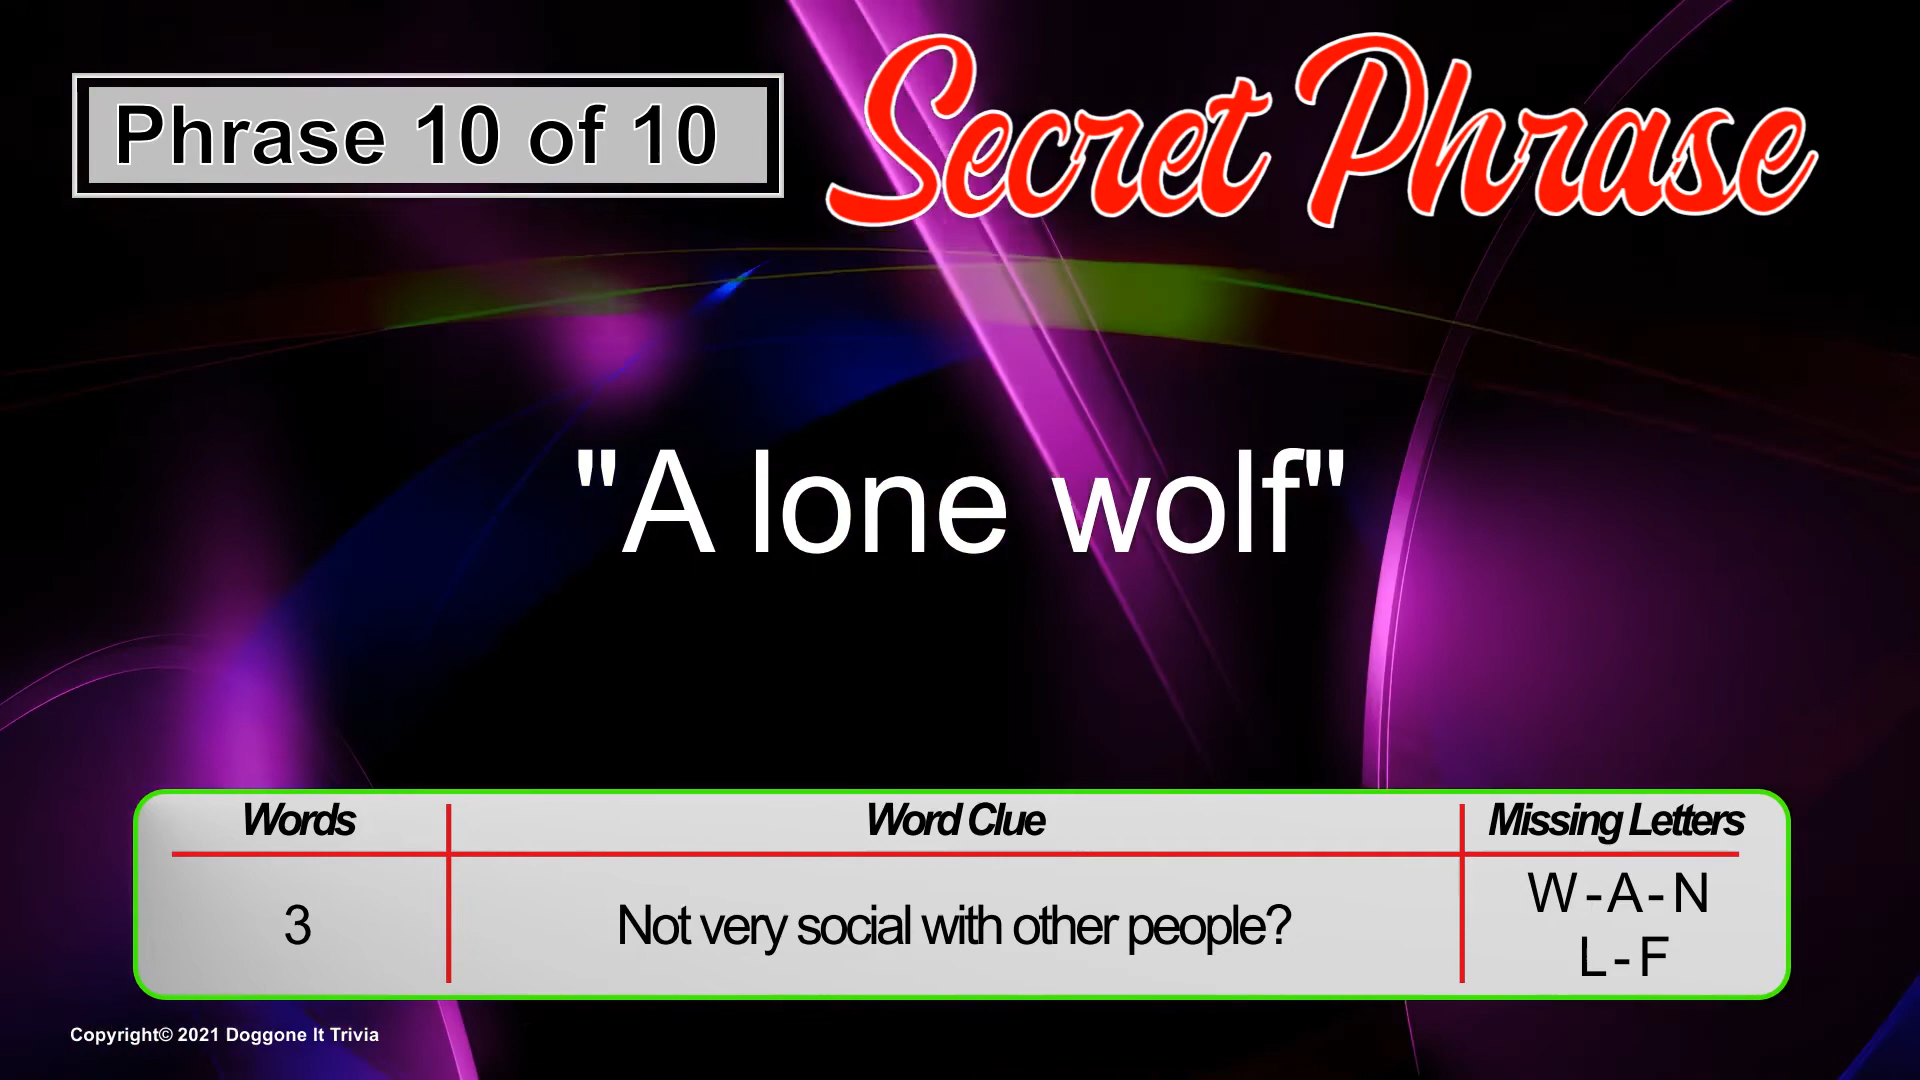 Phrase 10 of 10
Secret Phrase
"A lone wolf"
Words
Word Clue
Missing Letters
3
Not very social with other people?
W-A-N
L-F
Copyright© 2021 Doggone It Trivia